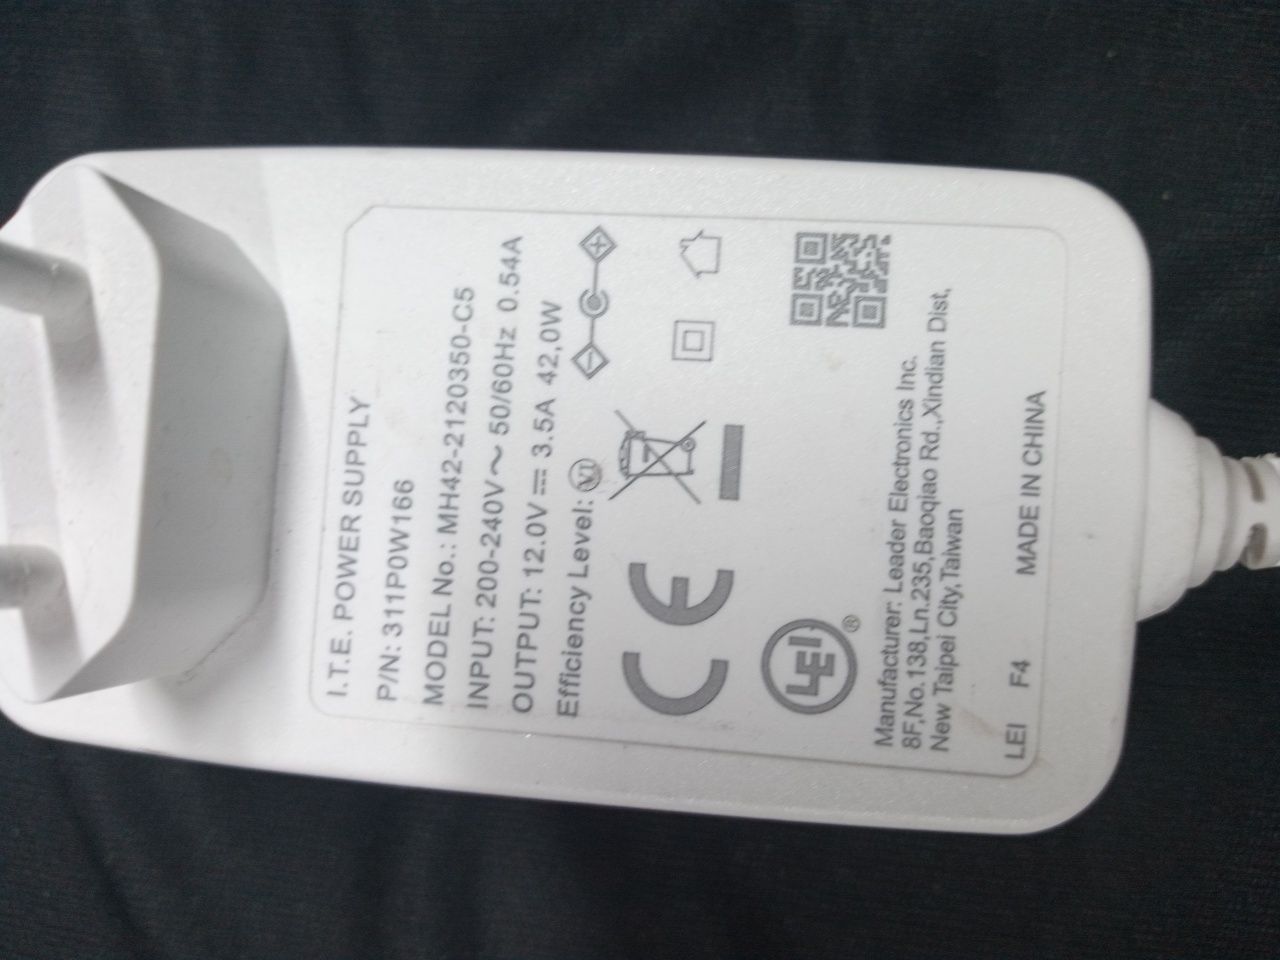 I.T.E. POWER SUPPLY
P/N: 311P0W166
MODEL No.: MH42-2120350-C5
INPUT: 200-240V~ 50/60Hz 0.54A
OUTPUT: 12.0V⎓ 3.5A 42,0W
Efficiency Level: VI
CE
LEI®
Manufacturer: Leader Electronics Inc.
8F,No.138,Ln.235,Baoqiao Rd.,Xindian Dist,
New Taipei City,Taiwan
LEI F4 MADE IN CHINA